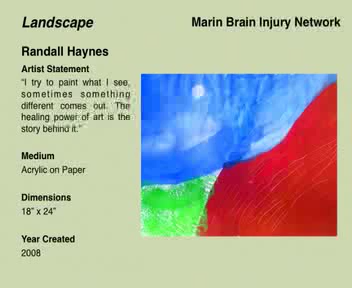 Landscape
Marin Brain Injury Network
Randall Haynes
Artist Statement
“I try to paint what I see,
sometimes something
different comes out. The
healing power of art is the
story behind it.”
Medium
Acrylic on Paper
Dimensions
18” x 24”
Year Created
2008